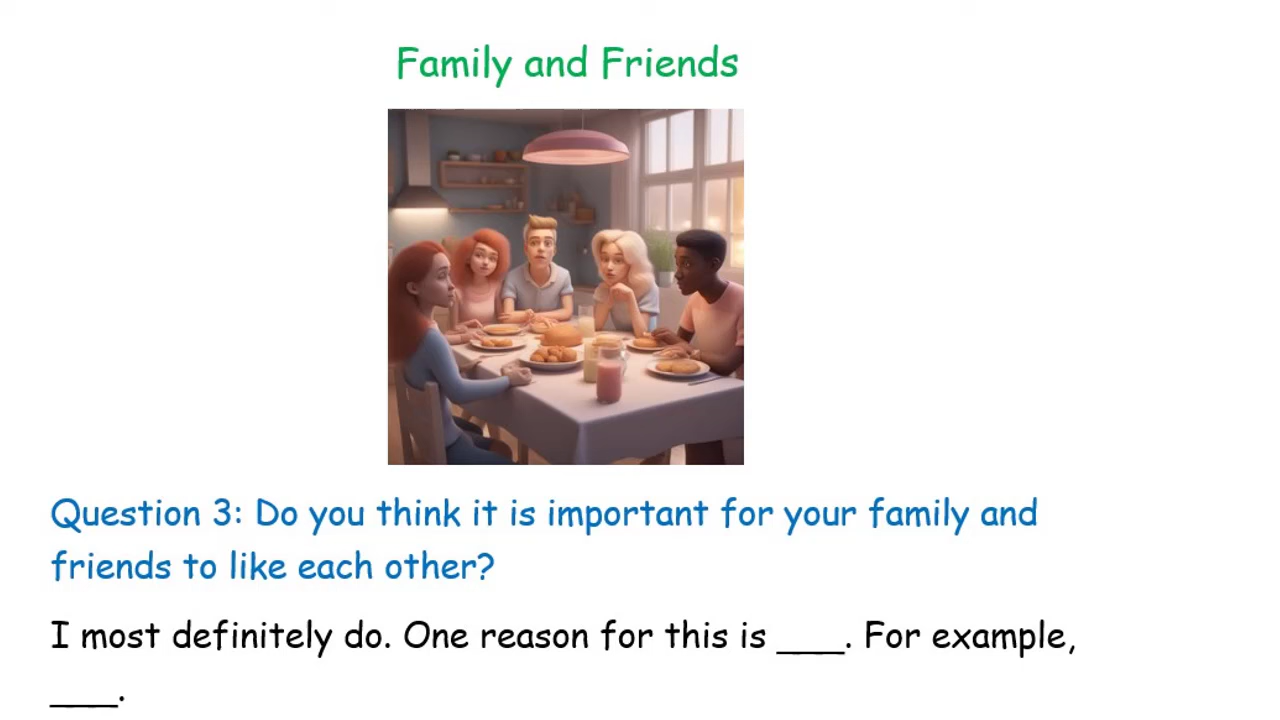 Family and Friends
Question 3: Do you think it is important for your family and
friends to like each other?
I most definitely do. One reason for this is ___. For example,
___.